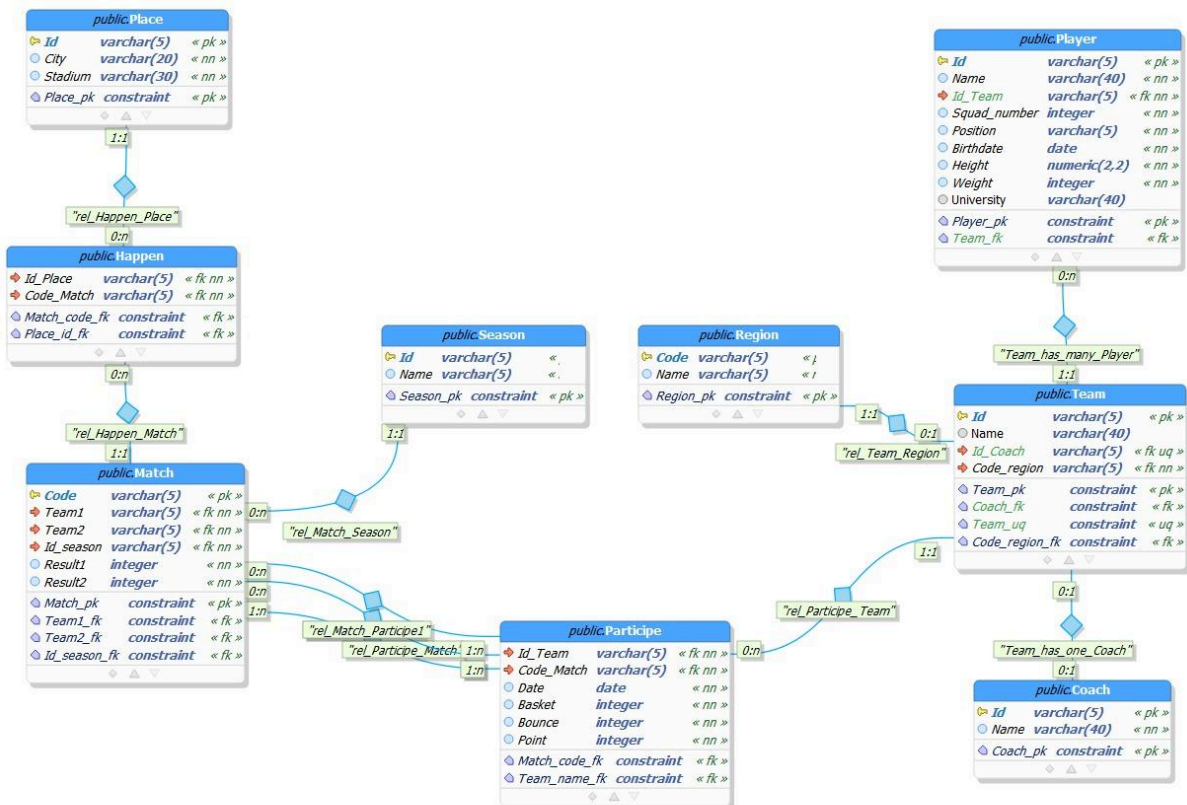 public.Place
Id varchar(5) « pk »
City varchar(20) « nn »
Stadium varchar(30) « nn »
Place_pk constraint « pk »
1:1
"rel_Happen_Place"
0:n
public.Happen
Id_Place varchar(5) « fk nn »
Code_Match varchar(5) « fk nn »
Match_code_fk constraint « fk »
Place_id_fk constraint « fk »
0:n
"rel_Happen_Match"
1:1
public.Match
Code varchar(5) « pk »
Team1 varchar(5) « fk nn »
Team2 varchar(5) « fk nn »
Id_season varchar(5) « fk nn »
Result1 integer « nn »
Result2 integer « nn »
Match_pk constraint « pk »
Team1_fk constraint « fk »
Team2_fk constraint « fk »
Id_season_fk constraint « fk »
0:n
0:n
0:n
1:n
public.Season
Id varchar(5) «
Name varchar(5) «
Season_pk constraint « pk »
1:1
"rel_Match_Season"
"rel_Match_Participe1"
"rel_Participe_Match"
1:n
1:n
public.Participe
Id_Team varchar(5) « fk nn »
Code_Match varchar(5) « fk nn »
Date date « nn »
Basket integer « nn »
Bounce integer « nn »
Point integer « nn »
Match_code_fk constraint « fk »
Team_name_fk constraint « fk »
0:n
"rel_Participe_Team"
1:1
public.Region
Code varchar(5) «
Name varchar(5) «
Region_pk constraint « pk »
1:1
"rel_Team_Region"
0:1
public.Player
Id varchar(5) « pk »
Name varchar(40) « nn »
Id_Team varchar(5) « fk nn »
Squad_number integer « nn »
Position varchar(5) « nn »
Birthdate date « nn »
Height numeric(2,2) « nn »
Weight integer « nn »
University varchar(40)
Player_pk constraint « pk »
Team_fk constraint « fk »
0:n
"Team_has_many_Player"
1:1
public.Team
Id varchar(5) « pk »
Name varchar(40)
Id_Coach varchar(5) « fk uq »
Code_region varchar(5) « fk nn »
Team_pk constraint « pk »
Coach_fk constraint « fk »
Team_uq constraint « uq »
Code_region_fk constraint « fk »
0:1
"Team_has_one_Coach"
0:1
public.Coach
Id varchar(5) « pk »
Name varchar(40) « nn »
Coach_pk constraint « pk »